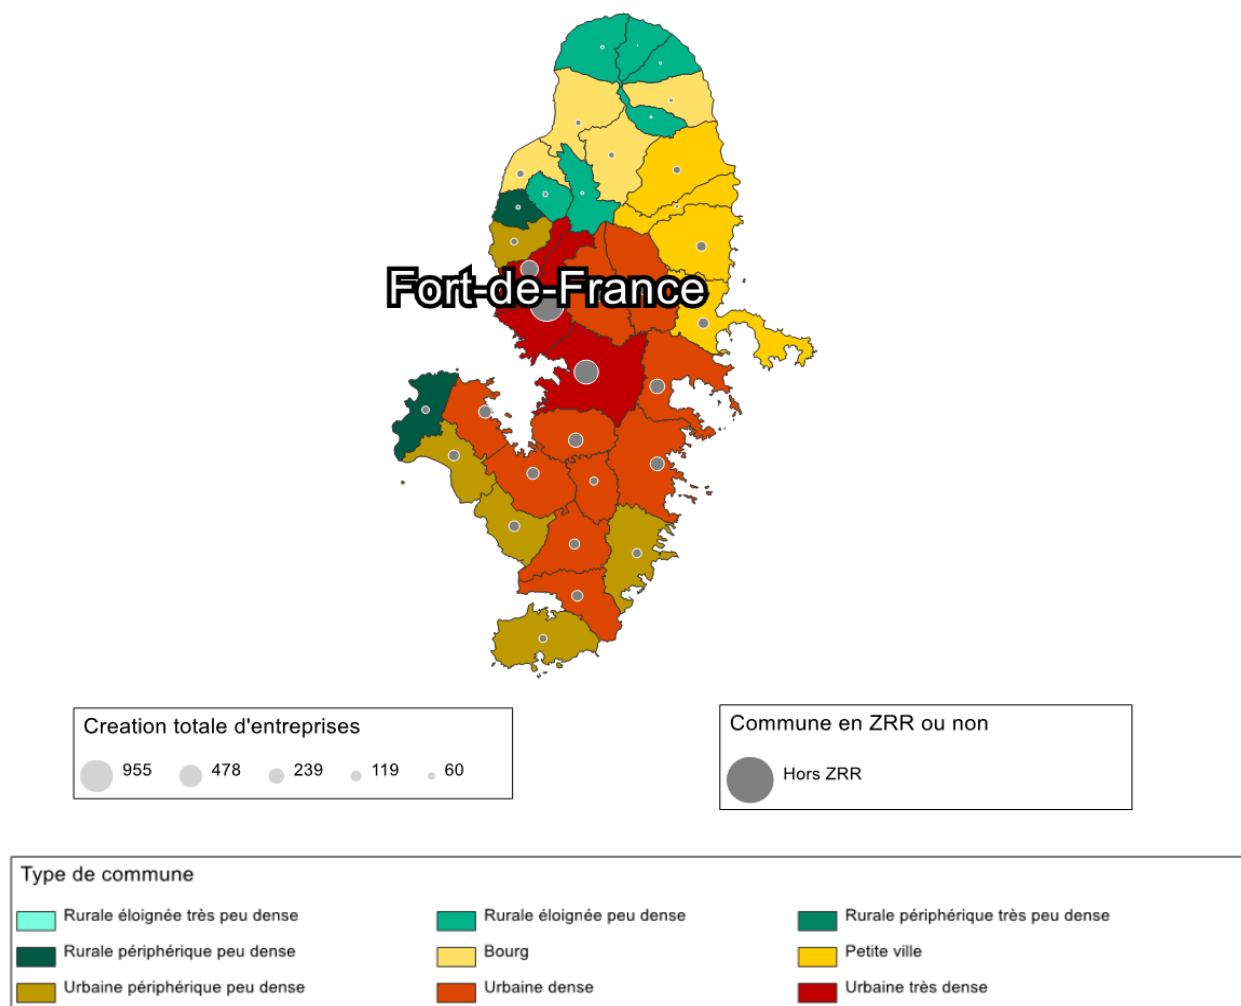 Fort-de-France
Creation totale d'entreprises
955 478 239 119 60
Commune en ZRR ou non
Hors ZRR
Type de commune
Rurale éloignée très peu dense Rurale éloignée peu dense Rurale périphérique très peu dense
Rurale périphérique peu dense Bourg Petite ville
Urbaine périphérique peu dense Urbaine dense Urbaine très dense